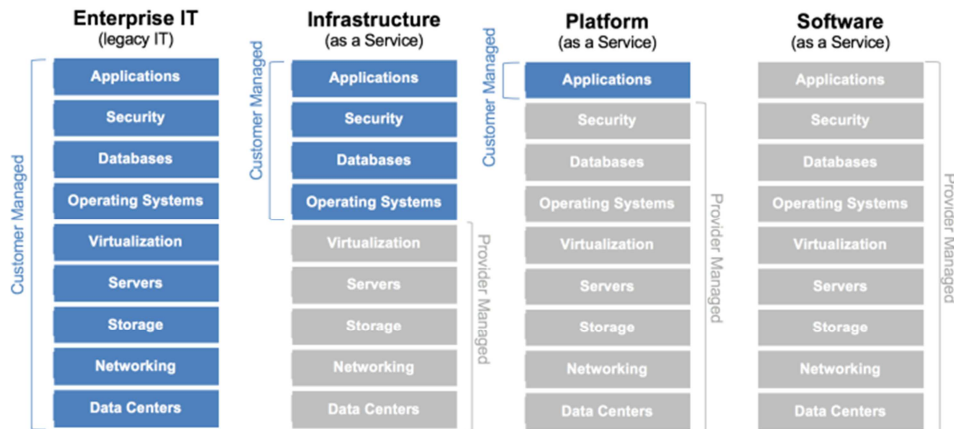 Enterprise IT
(legacy IT)
Customer Managed
Applications
Security
Databases
Operating Systems
Virtualization
Servers
Storage
Networking
Data Centers
Infrastructure
(as a Service)
Customer Managed
Applications
Security
Databases
Operating Systems
Virtualization
Servers
Storage
Networking
Data Centers
Provider Managed
Platform
(as a Service)
Customer Managed
Applications
Security
Databases
Operating Systems
Virtualization
Servers
Storage
Networking
Data Centers
Provider Managed
Software
(as a Service)
Applications
Security
Databases
Operating Systems
Virtualization
Servers
Storage
Networking
Data Centers
Provider Managed